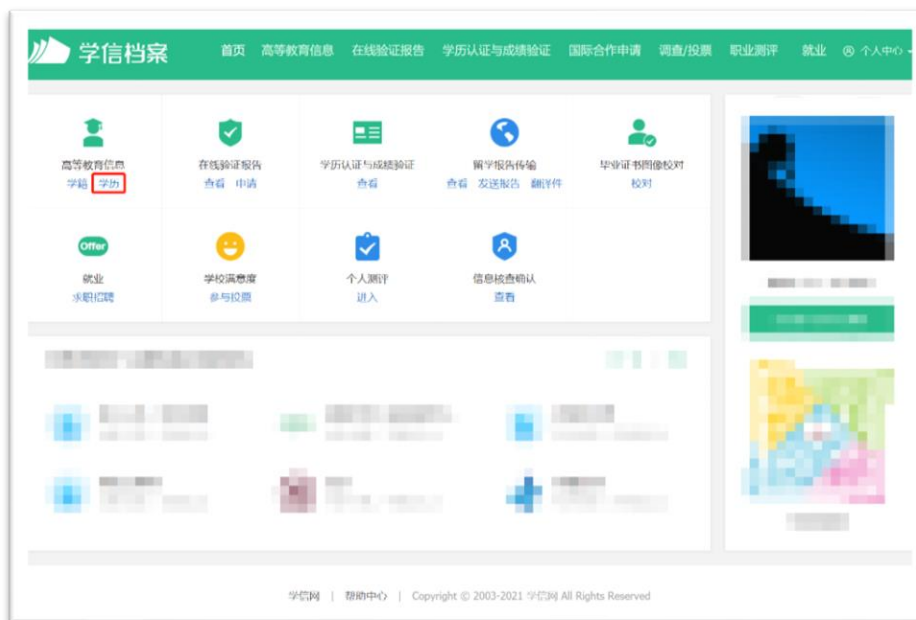 学信档案 首页 高等教育信息 在线验证报告 学历认证与成绩验证 国际合作申请 调查/投票 职业测评 就业 个人中心
高等教育信息 在线验证报告 学历认证与成绩验证 留学报告传输 毕业证书图像校对
学籍 学历 查看 申请 查看 查看 发送报告 翻译件 校对
Offer
就业 学校满意度 个人测评 信息核查确认
求职招聘 参与投票 进入 查看
学信网 | 帮助中心 | Copyright © 2003-2021 学信网 All Rights Reserved